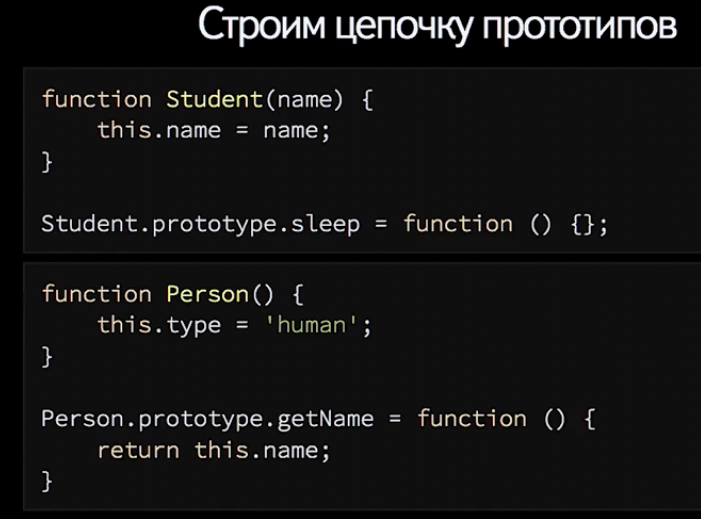 Строим цепочку прототипов
function Student(name) {
    this.name = name;
}
Student.prototype.sleep = function () {};
function Person() {
    this.type = 'human';
}
Person.prototype.getName = function () {
    return this.name;
}